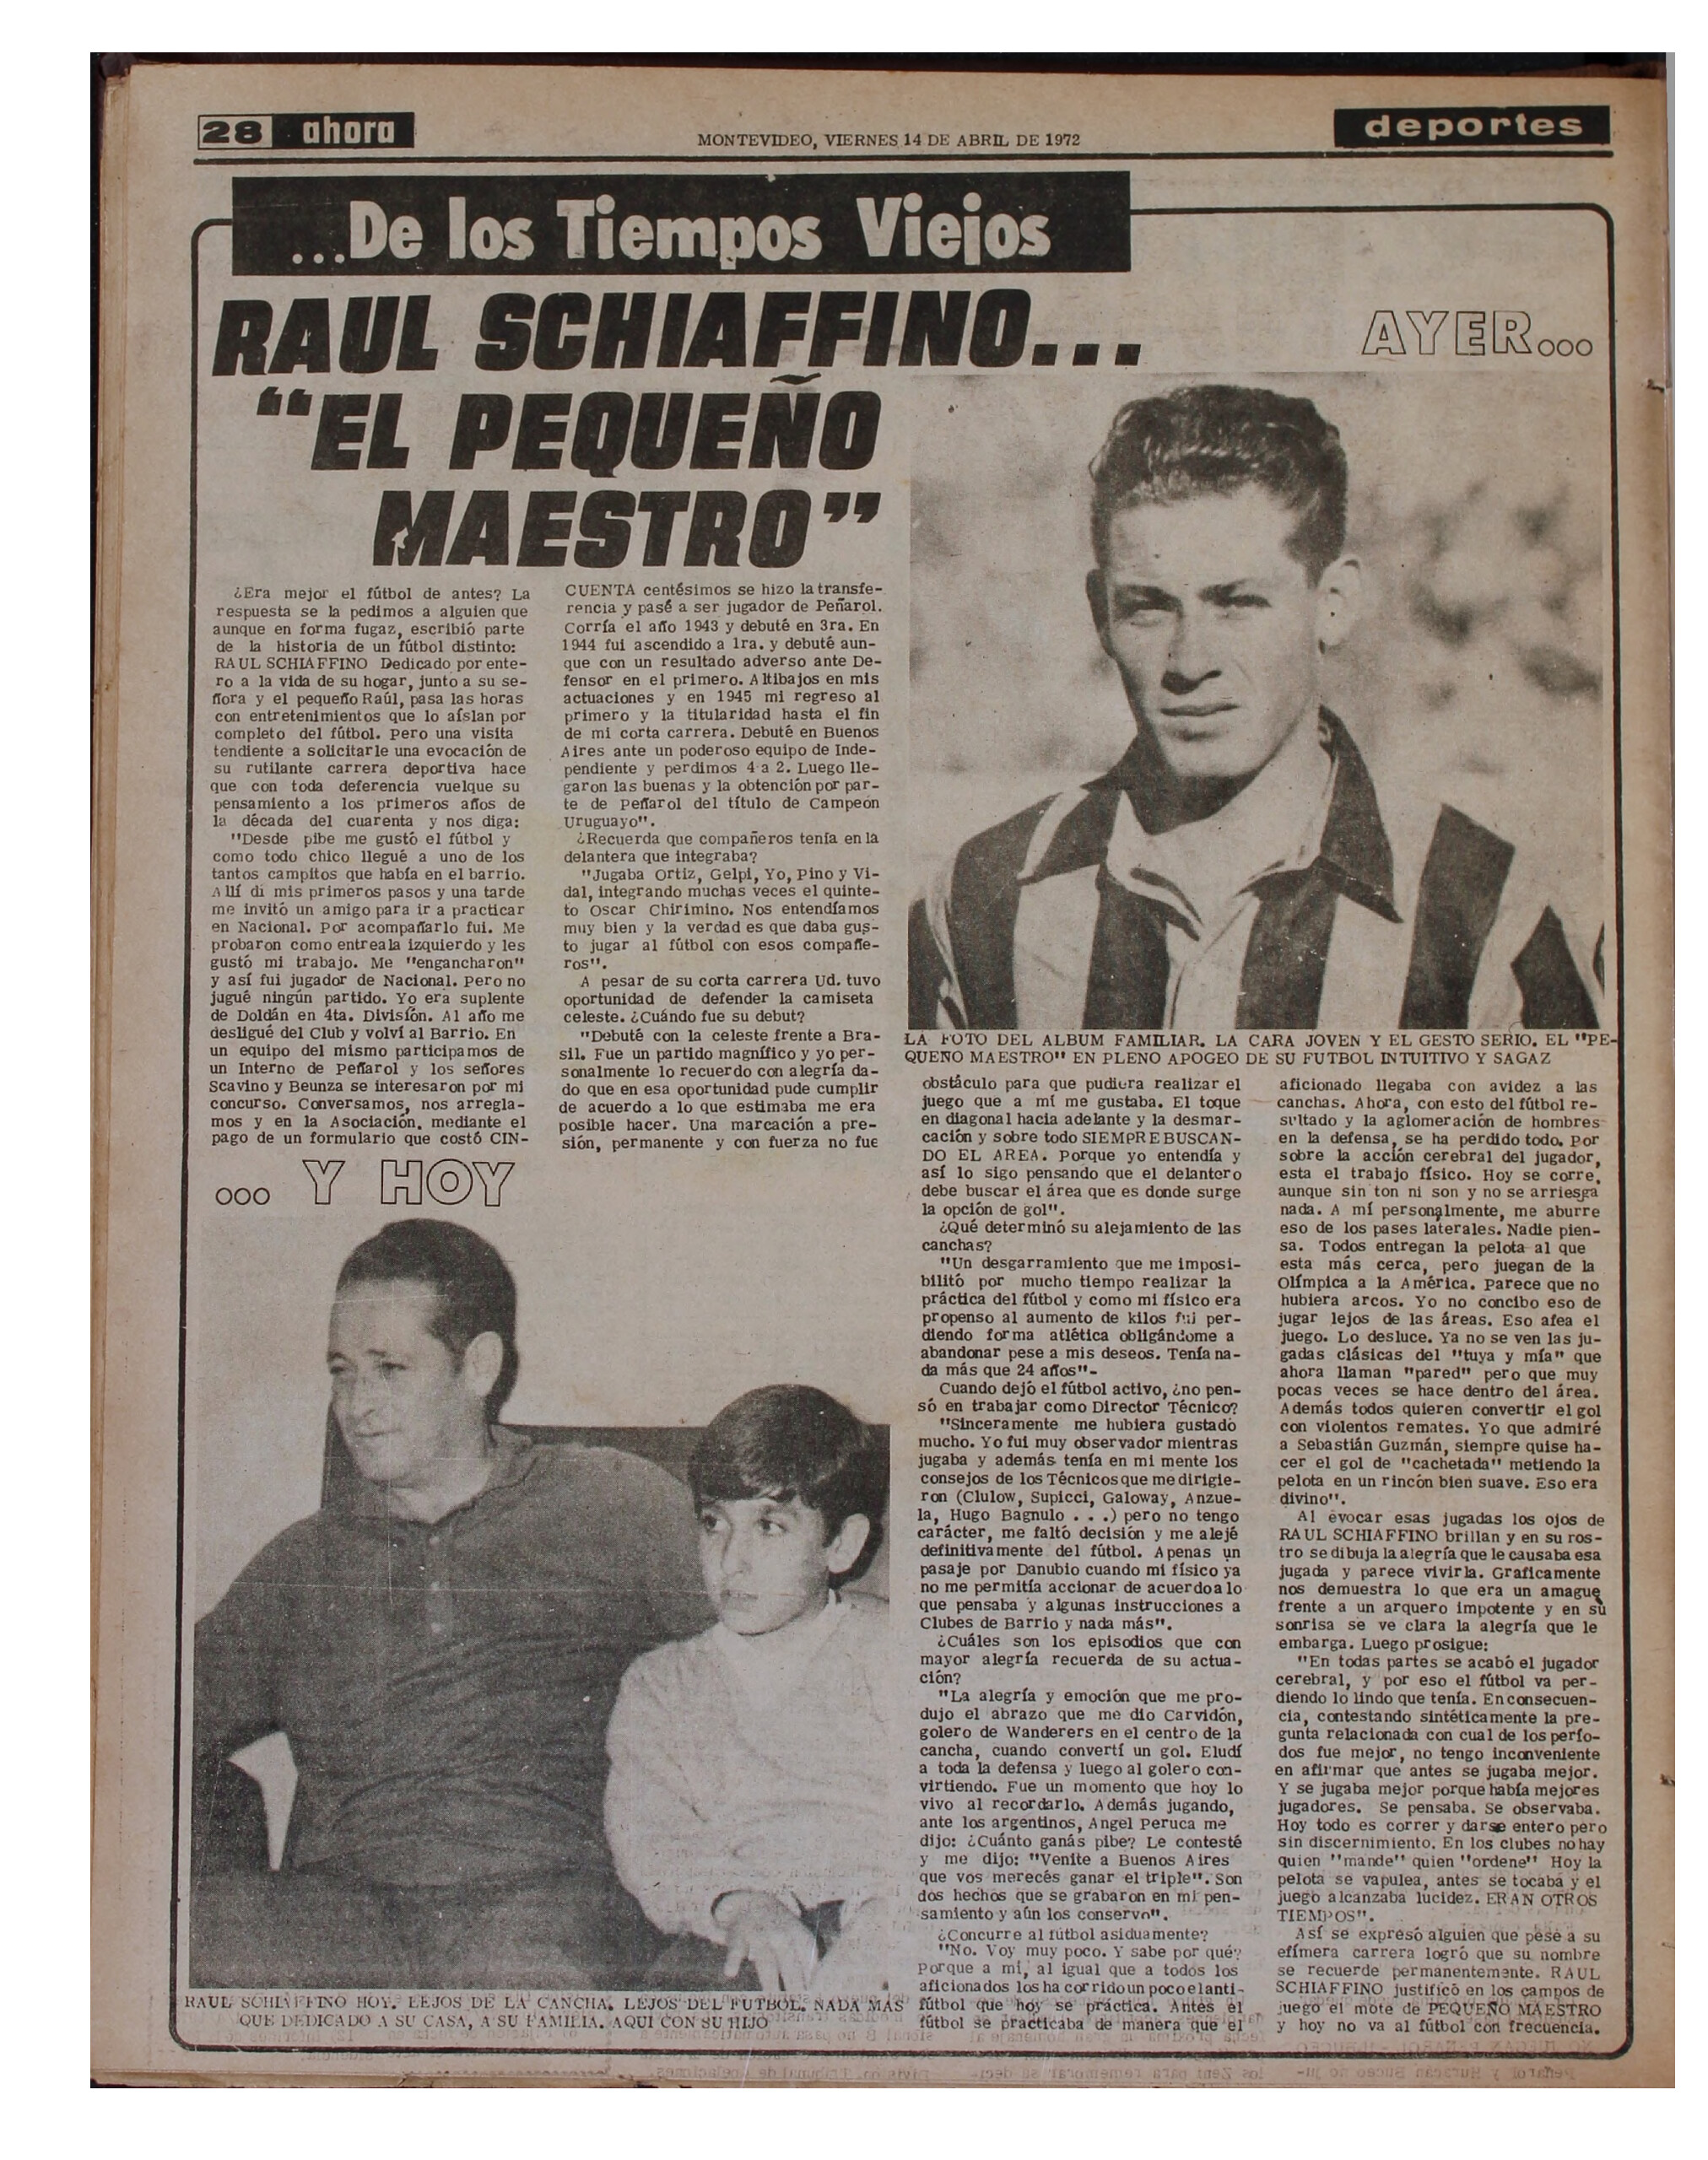 28 ahora
MONTEVIDEO, VIERNES 14 DE ABRIL DE 1972
deportes
...De los Tiempos Viejos
RAUL SCHIAFFINO...
"EL PEQUEÑO
MAESTRO"
AYER...
¿Era mejor el fútbol de antes? La
respuesta se la pedimos a alguien que
aunque en forma fugaz, escribió parte
de la historia de un fútbol distinto:
RAUL SCHIAFFINO Dedicado por ente-
ro a la vida de su hogar, junto a su se-
ñora y el pequeño Raúl, pasa las horas
con entretenimientos que lo aíslan por
completo del fútbol. Pero una visita
tendiente a solicitarle una evocación de
su rutilante carrera deportiva hace
que con toda deferencia vuelque su
pensamiento a los primeros años de
la década del cuarenta y nos diga:
"Desde pibe me gustó el fútbol y
como todo chico llegué a uno de los
tantos campitos que había en el barrio.
Allí di mis primeros pasos y una tarde
me invitó un amigo para ir a practicar
en Nacional. Por acompañarlo fui. Me
probaron como entreala izquierdo y les
gustó mi trabajo. Me "engancharon"
y así fui jugador de Nacional. Pero no
jugué ningún partido. Yo era suplente
de Doldán en 4ta. División. Al año me
desligué del Club y volví al Barrio. En
un equipo del mismo participamos de
un Interno de Peñarol y los señores
Scavino y Beunza se interesaron por mi
concurso. Conversamos, nos arregla-
mos y en la Asociación, mediante el
pago de un formulario que costó CIN-
CUENTA centésimos se hizo la transfe-
rencia y pasé a ser jugador de Peñarol.
Corría el año 1943 y debuté en 3ra. En
1944 fui ascendido a 1ra. y debuté aun-
que con un resultado adverso ante De-
fensor en el primero. Altibajos en mis
actuaciones y en 1945 mi regreso al
primero y la titularidad hasta el fin
de mi corta carrera. Debuté en Buenos
Aires ante un poderoso equipo de Inde-
pendiente y perdimos 4 a 2. Luego lle-
garon las buenas y la obtención por par-
te de Peñarol del título de Campeón
Uruguayo".
¿Recuerda que compañeros tenía en la
delantera que integraba?
"Jugaba Ortiz, Gelpi, Yo, Pino y Vi-
dal, integrando muchas veces el quinte-
to Oscar Chirimino. Nos entendíamos
muy bien y la verdad es que daba gus-
to jugar al fútbol con esos compañe-
ros".
A pesar de su corta carrera Ud. tuvo
oportunidad de defender la camiseta
celeste. ¿Cuándo fue su debut?
"Debuté con la celeste frente a Bra-
sil. Fue un partido magnífico y yo per-
sonalmente lo recuerdo con alegría da-
do que en esa oportunidad pude cumplir
de acuerdo a lo que estimaba me era
posible hacer. Una marcación a pre-
sión, permanente y con fuerza no fue
LA FOTO DEL ALBUM FAMILIAR. LA CARA JOVEN Y EL GESTO SERIO. EL "PE-
QUEÑO MAESTRO" EN PLENO APOGEO DE SU FUTBOL INTUITIVO Y SAGAZ
obstáculo para que pudiera realizar el
juego que a mí me gustaba. El toque
en diagonal hacia adelante y la desmar-
cación y sobre todo SIEMPRE BUSCAN-
DO EL AREA. Porque yo entendía y
así lo sigo pensando que el delantero
debe buscar el área que es donde surge
la opción de gol".
¿Qué determinó su alejamiento de las
canchas?
"Un desgarramiento que me imposi-
bilitó por mucho tiempo realizar la
práctica del fútbol y como mi físico era
propenso al aumento de kilos fui per-
diendo forma atlética obligándome a
abandonar pese a mis deseos. Tenía na-
da más que 24 años"-
Cuando dejó el fútbol activo, ¿no pen-
só en trabajar como Director Técnico?
"Sinceramente me hubiera gustado
mucho. Yo fui muy observador mientras
jugaba y además tenía en mi mente los
consejos de los Técnicos que me dirigie-
ron (Clulow, Supicci, Galoway, Anzue-
la, Hugo Bagnulo . . .) pero no tengo
carácter, me faltó decisión y me alejé
definitivamente del fútbol. Apenas un
pasaje por Danubio cuando mi físico ya
no me permitía accionar de acuerdo a lo
que pensaba y algunas instrucciones a
Clubes de Barrio y nada más".
¿Cuáles son los episodios que con
mayor alegría recuerda de su actua-
ción?
"La alegría y emoción que me pro-
dujo el abrazo que me dio Carvidón,
golero de Wanderers en el centro de la
cancha, cuando convertí un gol. Eludí
a toda la defensa y luego al golero con-
virtiendo. Fue un momento que hoy lo
vivo al recordarlo. Además jugando,
ante los argentinos, Angel Peruca me
dijo: ¿Cuánto ganás pibe? Le contesté
y me dijo: "Venite a Buenos Aires
que vos merecés ganar el triple". Son
dos hechos que se grabaron en mi pen-
samiento y aún los conservo".
¿Concurre al fútbol asiduamente?
"No. Voy muy poco. Y sabe por qué?
Porque a mí, al igual que a todos los
aficionados los ha corrido un poco el anti-
fútbol que hoy se práctica. Antes el
fútbol se practicaba de manera que el
aficionado llegaba con avidez a las
canchas. Ahora, con esto del fútbol re-
sultado y la aglomeración de hombres
en la defensa, se ha perdido todo. Por
sobre la acción cerebral del jugador,
esta el trabajo físico. Hoy se corre,
aunque sin ton ni son y no se arriesga
nada. A mí personalmente, me aburre
eso de los pases laterales. Nadie pien-
sa. Todos entregan la pelota al que
esta más cerca, pero juegan de la
Olímpica a la América. Parece que no
hubiera arcos. Yo no concibo eso de
jugar lejos de las áreas. Eso afea el
juego. Lo desluce. Ya no se ven las ju-
gadas clásicas del "tuya y mía" que
ahora llaman "pared" pero que muy
pocas veces se hace dentro del área.
Además todos quieren convertir el gol
con violentos remates. Yo que admiré
a Sebastián Guzmán, siempre quise ha-
cer el gol de "cachetada" metiendo la
pelota en un rincón bien suave. Eso era
divino".
Al evocar esas jugadas los ojos de
RAUL SCHIAFFINO brillan y en su ros-
tro se dibuja la alegría que le causaba esa
jugada y parece vivirla. Graficamente
nos demuestra lo que era un amague
frente a un arquero impotente y en su
sonrisa se ve clara la alegría que le
embarga. Luego prosigue:
"En todas partes se acabó el jugador
cerebral, y por eso el fútbol va per-
diendo lo lindo que tenía. En consecuen-
cia, contestando sintéticamente la pre-
gunta relacionada con cual de los perío-
dos fue mejor, no tengo inconveniente
en afirmar que antes se jugaba mejor.
Y se jugaba mejor porque había mejores
jugadores. Se pensaba. Se observaba.
Hoy todo es correr y darse entero pero
sin discernimiento. En los clubes no hay
quien "mande" quien "ordene" Hoy la
pelota se vapulea, antes se tocaba y el
juego alcanzaba lucidez. ERAN OTROS
TIEMPOS".
Así se expresó alguien que pese a su
efímera carrera logró que su nombre
se recuerde permanentemente. RAUL
SCHIAFFINO justificó en los campos de
juego el mote de PEQUEÑO MAESTRO
y hoy no va al fútbol con frecuencia.
... Y HOY
RAUL SCHIAFFINO HOY. LEJOS DE LA CANCHA. LEJOS DEL FUTBOL. NADA MAS
QUE DEDICADO A SU CASA, A SU FAMILIA. AQUI CON SU HIJO